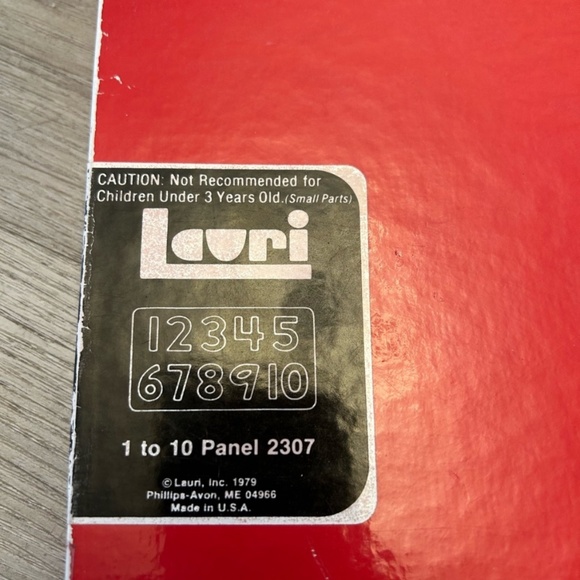 CAUTION: Not Recommended for
Children Under 3 Years Old.(Small Parts)
Lauri
12345
678910
1 to 10 Panel 2307
© Lauri, Inc. 1979
Phillips-Avon, ME 04966
Made in U.S.A.